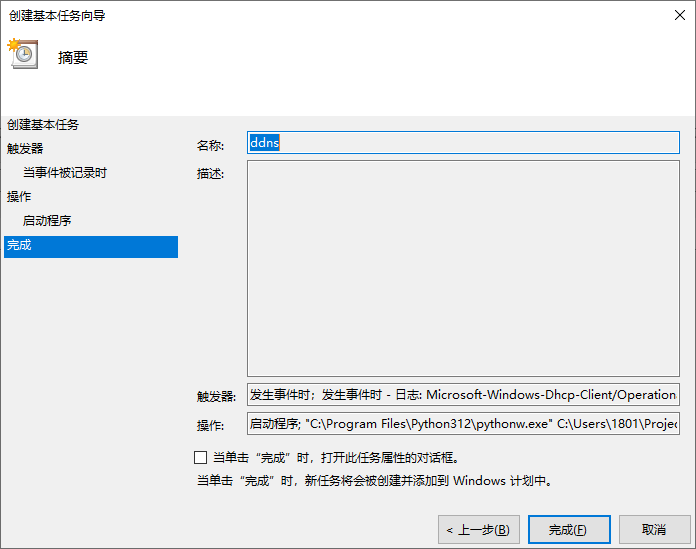 创建基本任务向导
摘要
创建基本任务
触发器
当事件被记录时
操作
启动程序
完成
名称:
ddns
描述:
触发器:
发生事件时；发生事件时 - 日志: Microsoft-Windows-Dhcp-Client/Operation
操作:
启动程序; "C:\Program Files\Python312\pythonw.exe" C:\Users\1801\Projec
当单击“完成”时，打开此任务属性的对话框。
当单击“完成”时，新任务将会被创建并添加到 Windows 计划中。
< 上一步(B)
完成(F)
取消